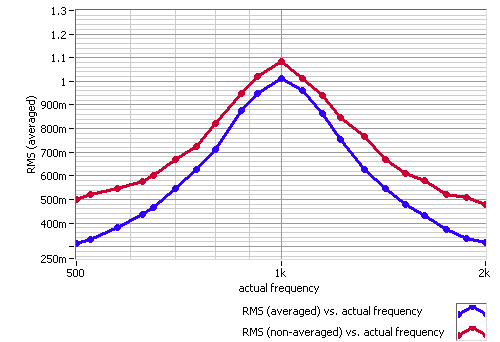 1.3
1.2
1.1
1
900m
800m
700m
600m
500m
400m
250m
RMS (averaged)
500
1k
2k
actual frequency
RMS (averaged) vs. actual frequency
RMS (non-averaged) vs. actual frequency